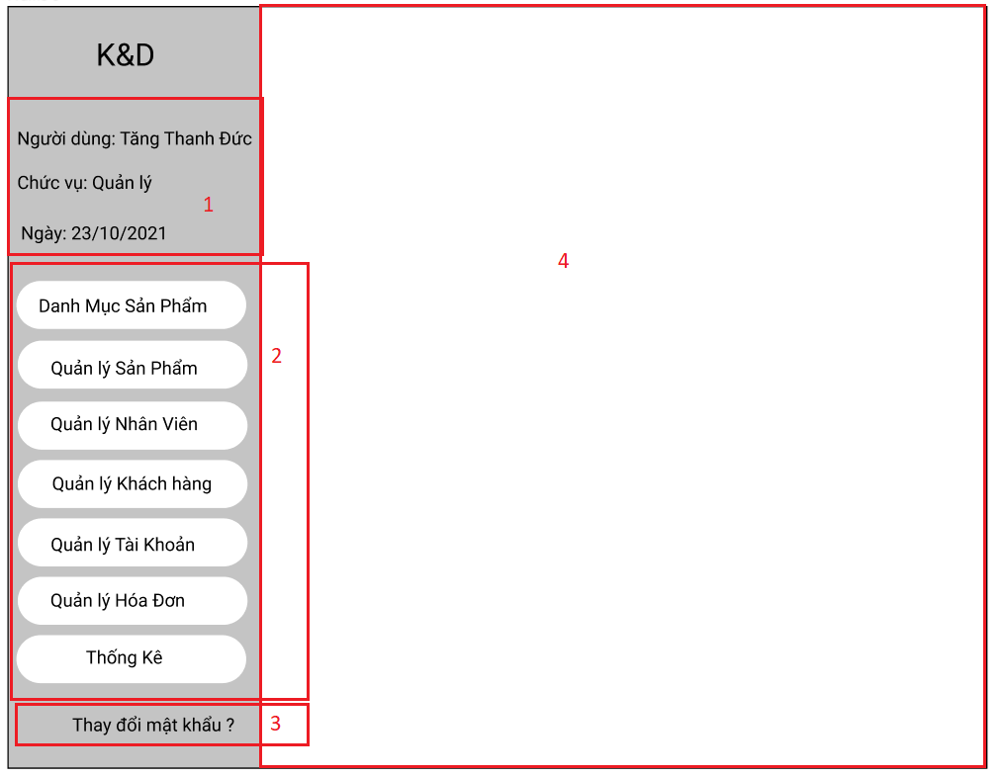 K&D
Người dùng: Tăng Thanh Đức
Chức vụ: Quản lý
1
Ngày: 23/10/2021
4
Danh Mục Sản Phẩm
2
Quản lý Sản Phẩm
Quản lý Nhân Viên
Quản lý Khách hàng
Quản lý Tài Khoản
Quản lý Hóa Đơn
Thống Kê
Thay đổi mật khẩu ?
3